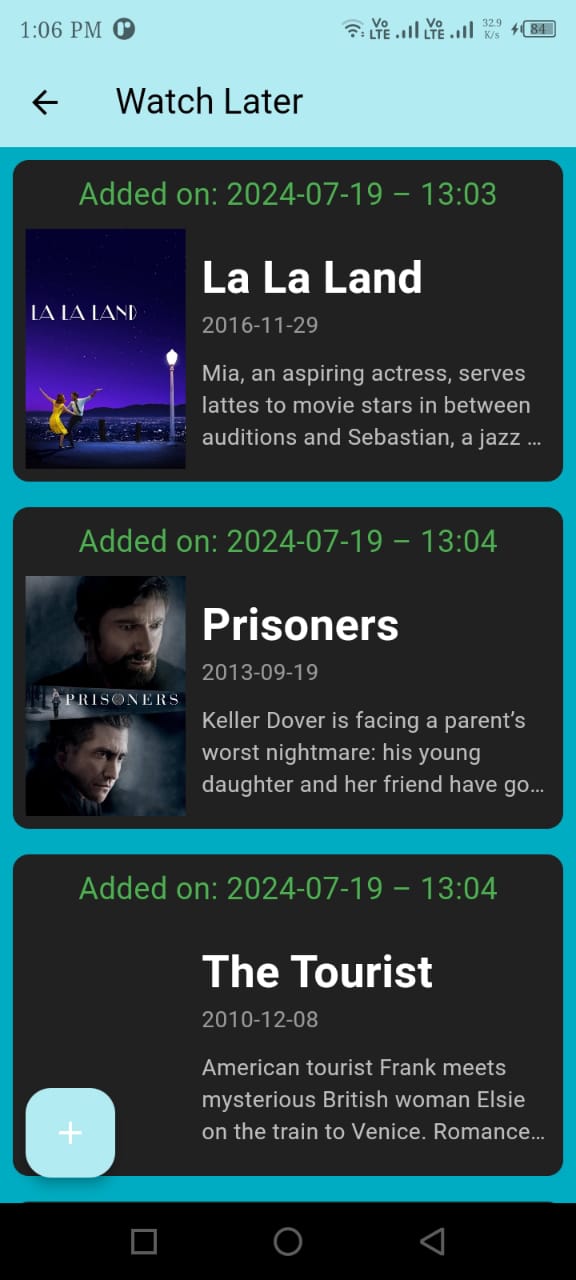 1:06 PM
Vo LTE Vo LTE 32.9 K/s 84
Watch Later
Added on: 2024-07-19 – 13:03
LA LA LAND
La La Land
2016-11-29
Mia, an aspiring actress, serves
lattes to movie stars in between
auditions and Sebastian, a jazz …
Added on: 2024-07-19 – 13:04
PRISONERS
Prisoners
2013-09-19
Keller Dover is facing a parent’s
worst nightmare: his young
daughter and her friend have go…
Added on: 2024-07-19 – 13:04
The Tourist
2010-12-08
American tourist Frank meets
mysterious British woman Elsie
on the train to Venice. Romance…
+